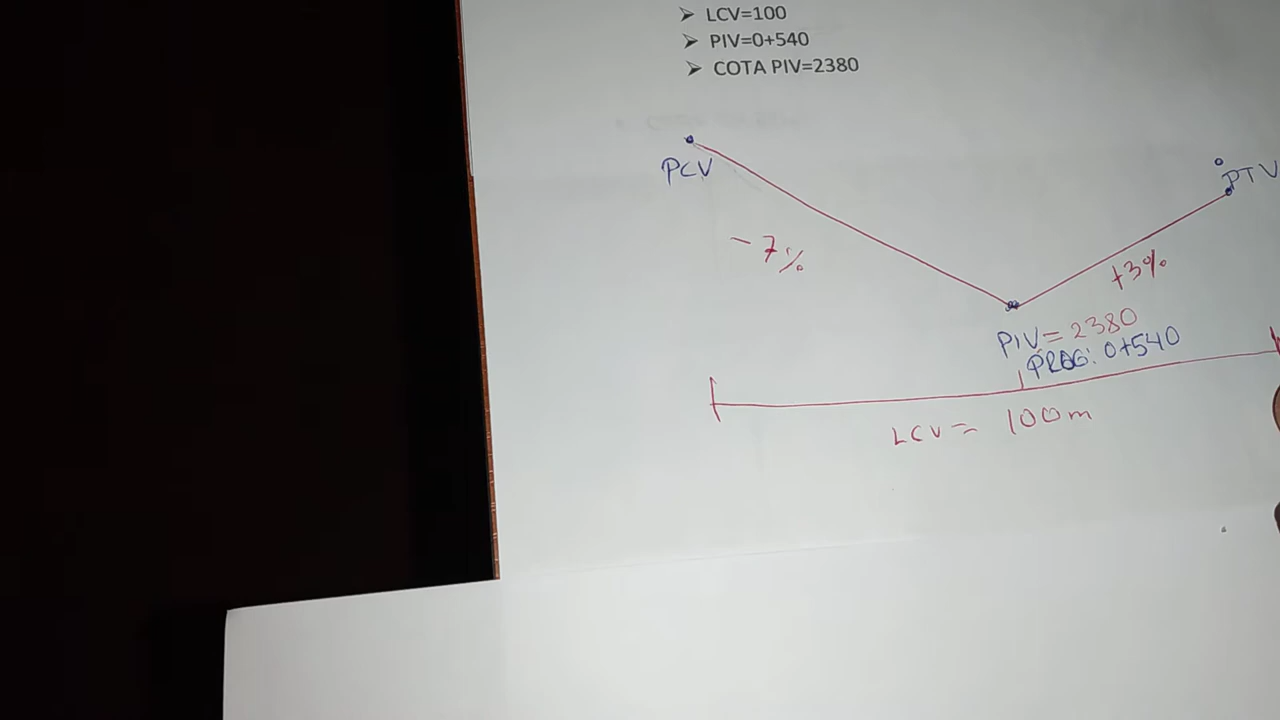 ➤ LCV=100
➤ PIV=0+540
➤ COTA PIV=2380
PCV
PTV
-7%
+3%
PIV=2380
PROG: 0+540
LCV= 100m